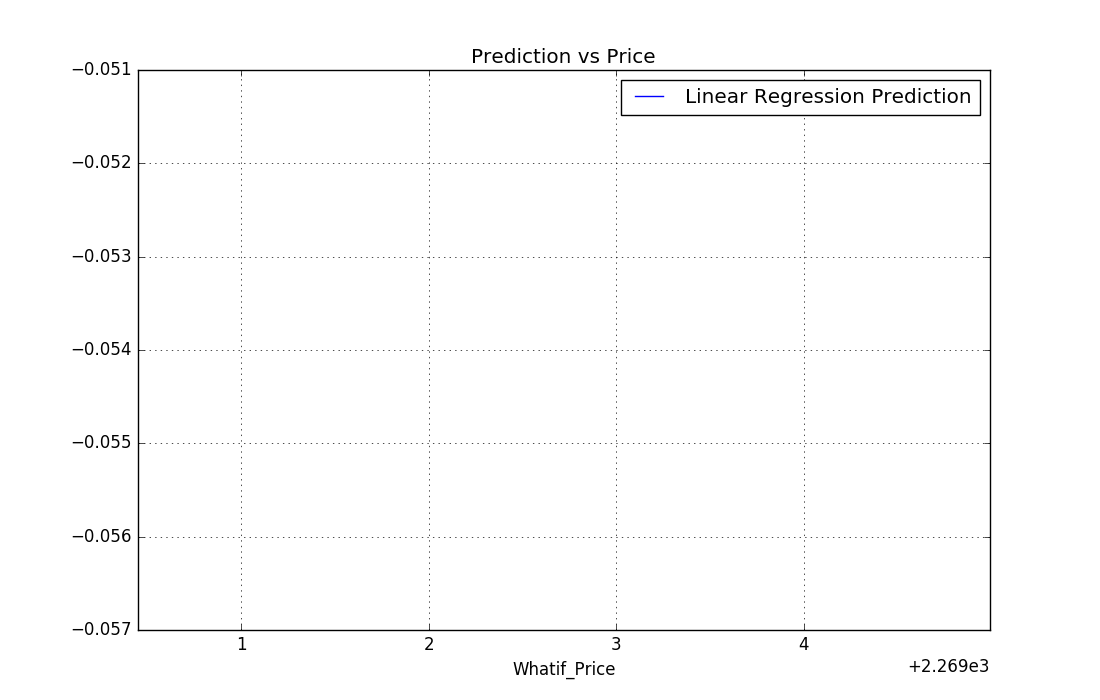 Prediction vs Price
Linear Regression Prediction
−0.051
−0.052
−0.053
−0.054
−0.055
−0.056
−0.057
1 2 3 4
Whatif_Price
+2.269e3